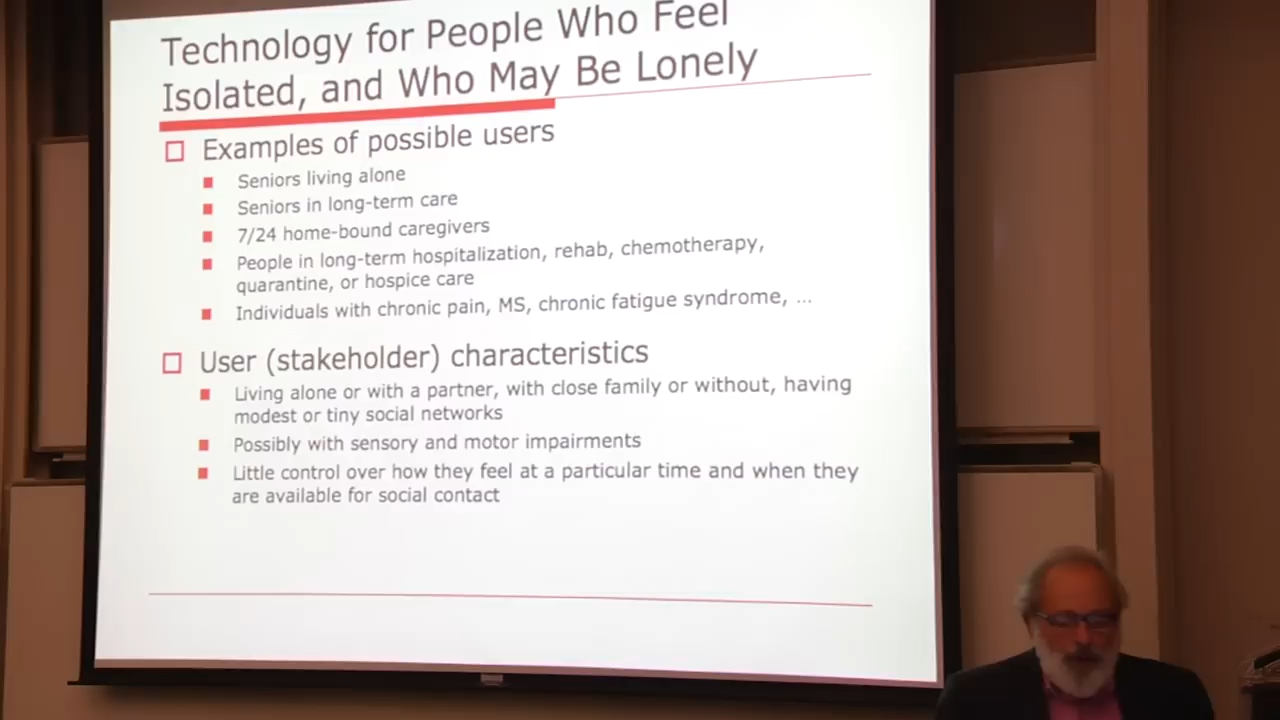 Technology for People Who Feel
Isolated, and Who May Be Lonely
Examples of possible users
Seniors living alone
Seniors in long-term care
7/24 home-bound caregivers
People in long-term hospitalization, rehab, chemotherapy,
quarantine, or hospice care
Individuals with chronic pain, MS, chronic fatigue syndrome, ...
User (stakeholder) characteristics
Living alone or with a partner, with close family or without, having
modest or tiny social networks
Possibly with sensory and motor impairments
Little control over how they feel at a particular time and when they
are available for social contact